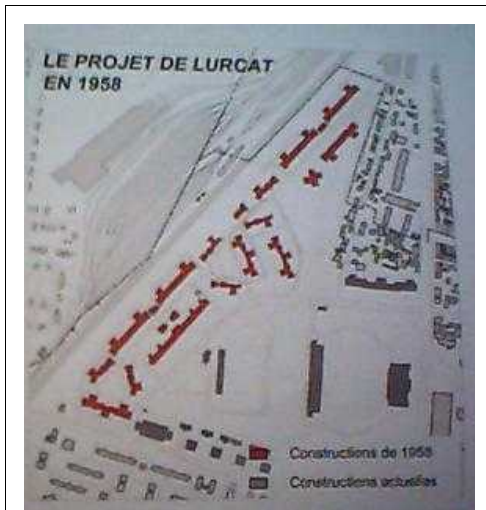 LE PROJET DE LURCAT
EN 1958
Constructions de 1958
Constructions actuelles